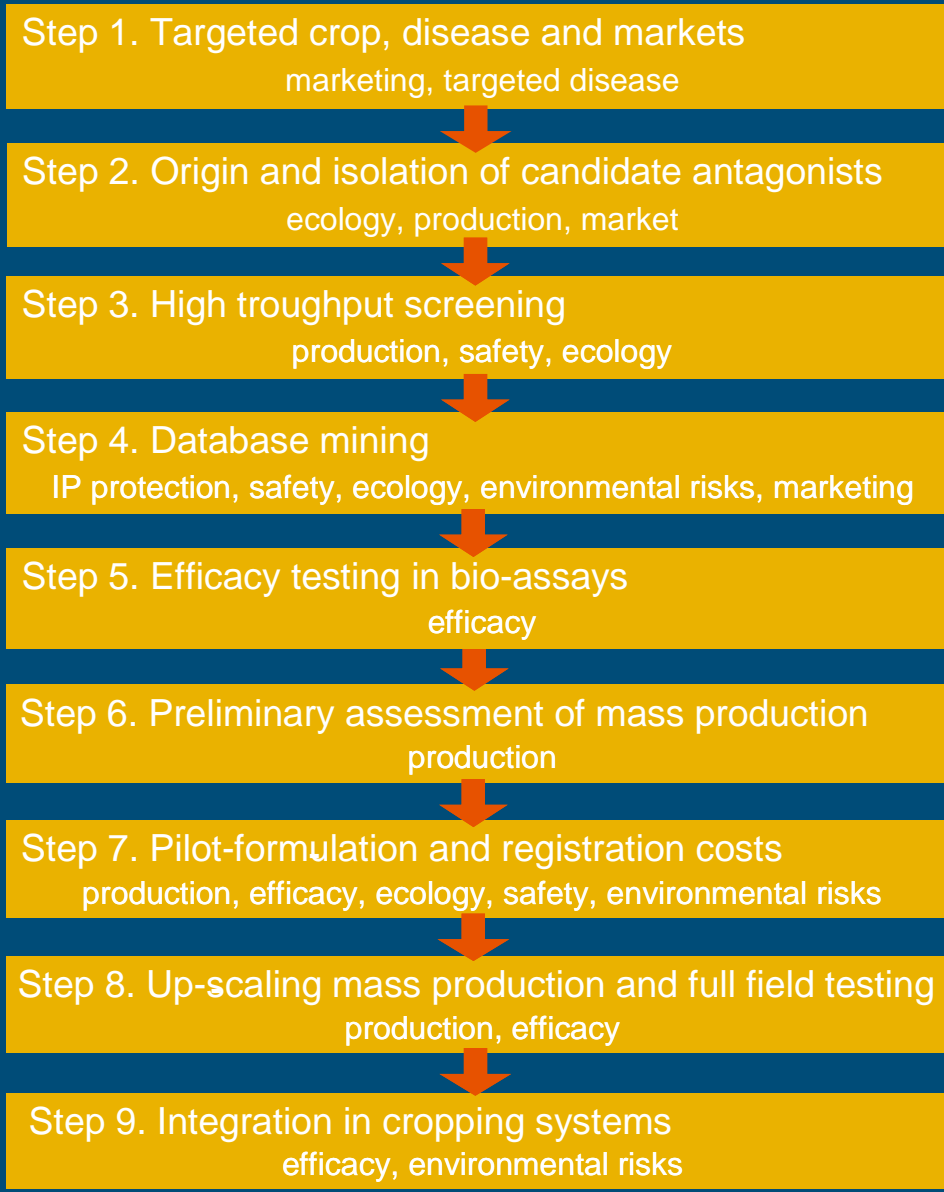 Step 1. Targeted crop, disease and markets
marketing, targeted disease
Step 2. Origin and isolation of candidate antagonists
ecology, production, market
Step 3. High troughput screening
production, safety, ecology
Step 4. Database mining
IP protection, safety, ecology, environmental risks, marketing
Step 5. Efficacy testing in bio-assays
efficacy
Step 6. Preliminary assessment of mass production
production
Step 7. Pilot-formulation and registration costs
production, efficacy, ecology, safety, environmental risks
Step 8. Up-scaling mass production and full field testing
production, efficacy
Step 9. Integration in cropping systems
efficacy, environmental risks